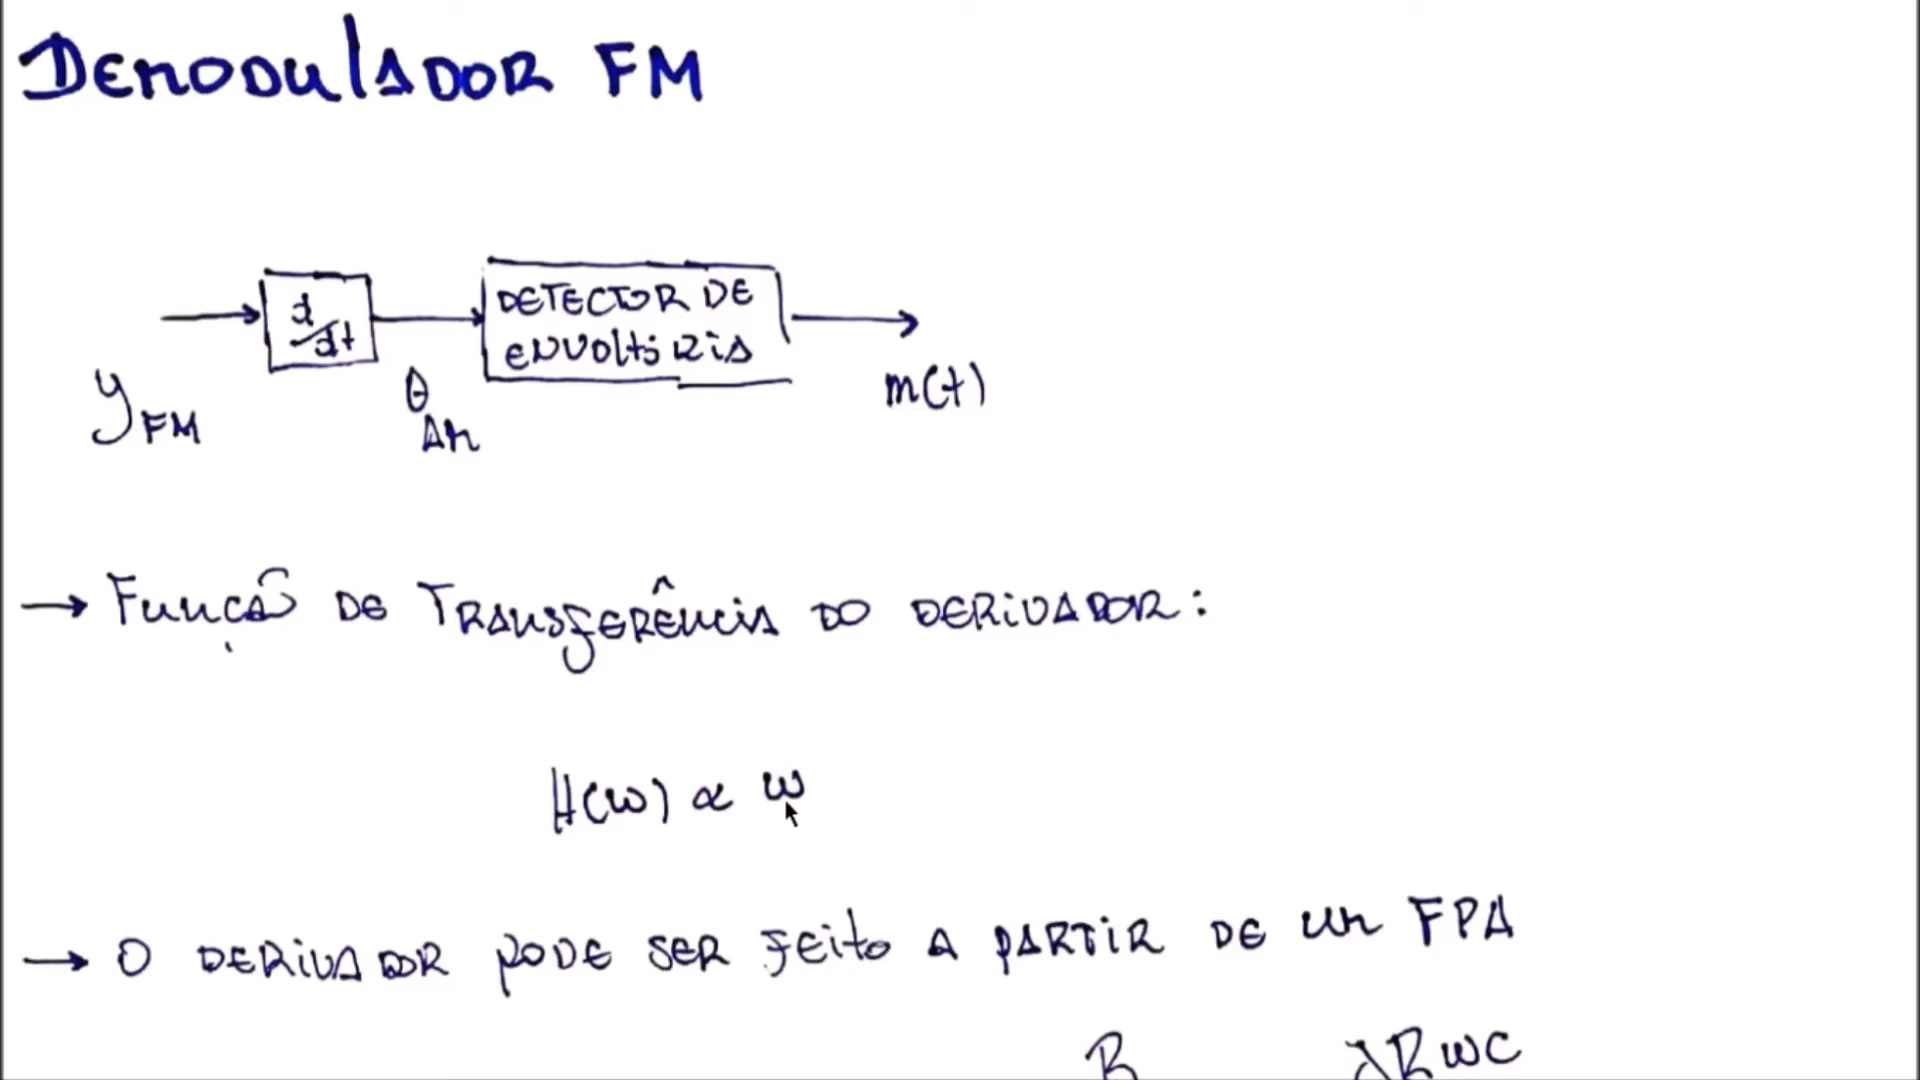 DEMODULADOR FM
d/dt
DETECTOR DE
ENVOLTÓRIA
y FM
θ AM
m(t)
→ FUNÇÃO DE TRANSFERÊNCIA DO DERIVADOR:
H(ω) ∝ ω
→ O DERIVADOR PODE SER FEITO A PARTIR DE UM FPA
R jRωC